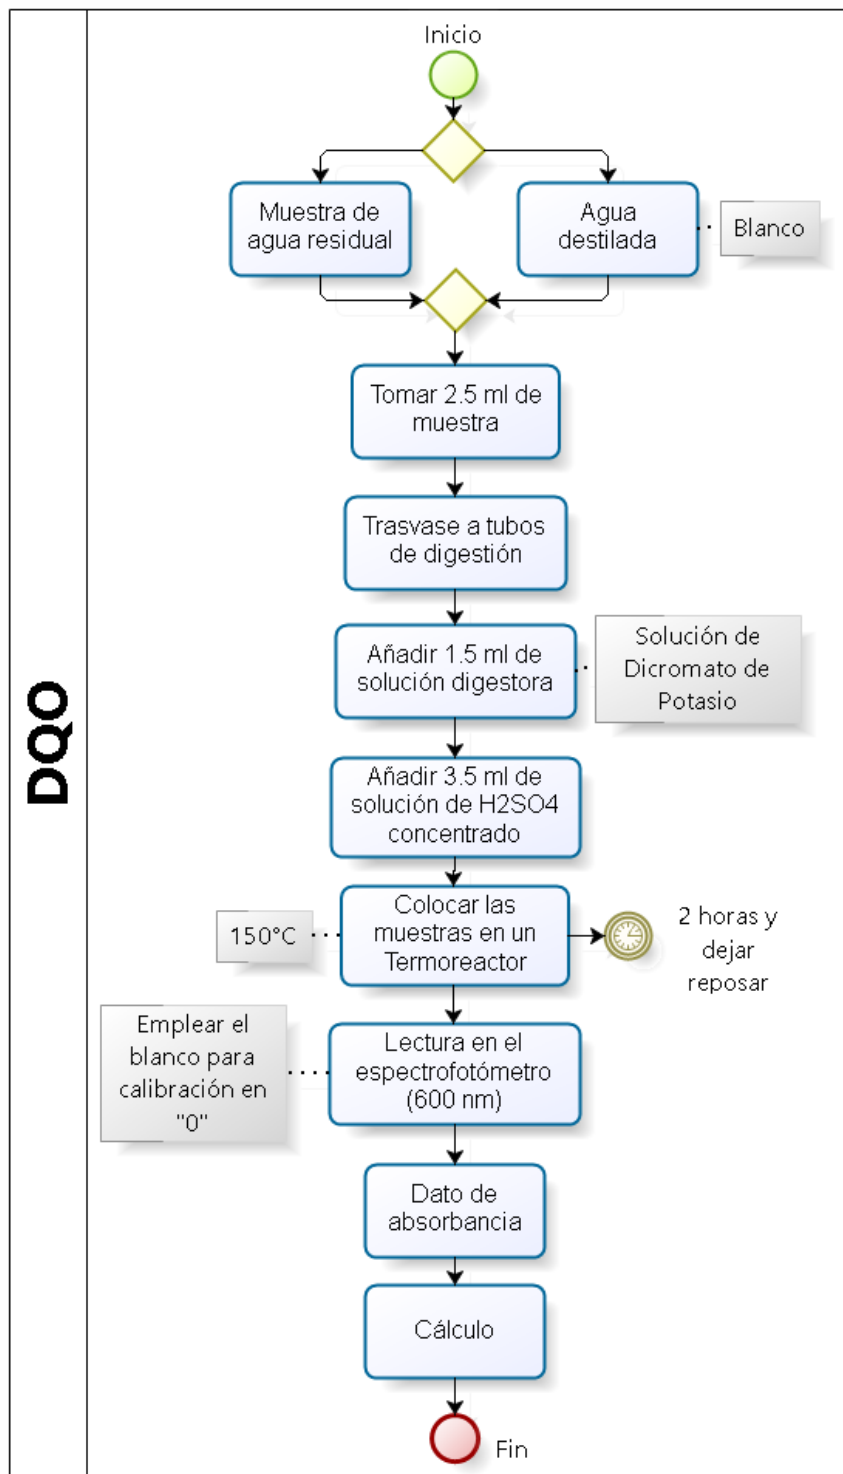 DQO
Inicio
Muestra de
agua residual
Agua
destilada
Blanco
Tomar 2.5 ml de
muestra
Trasvase a tubos
de digestión
Añadir 1.5 ml de
solución digestora
Solución de
Dicromato de
Potasio
Añadir 3.5 ml de
solución de H2SO4
concentrado
150°C
Colocar las
muestras en un
Termoreactor
2 horas y
dejar
reposar
Emplear el
blanco para
calibración en
"0"
Lectura en el
espectrofotómetro
(600 nm)
Dato de
absorbancia
Cálculo
Fin